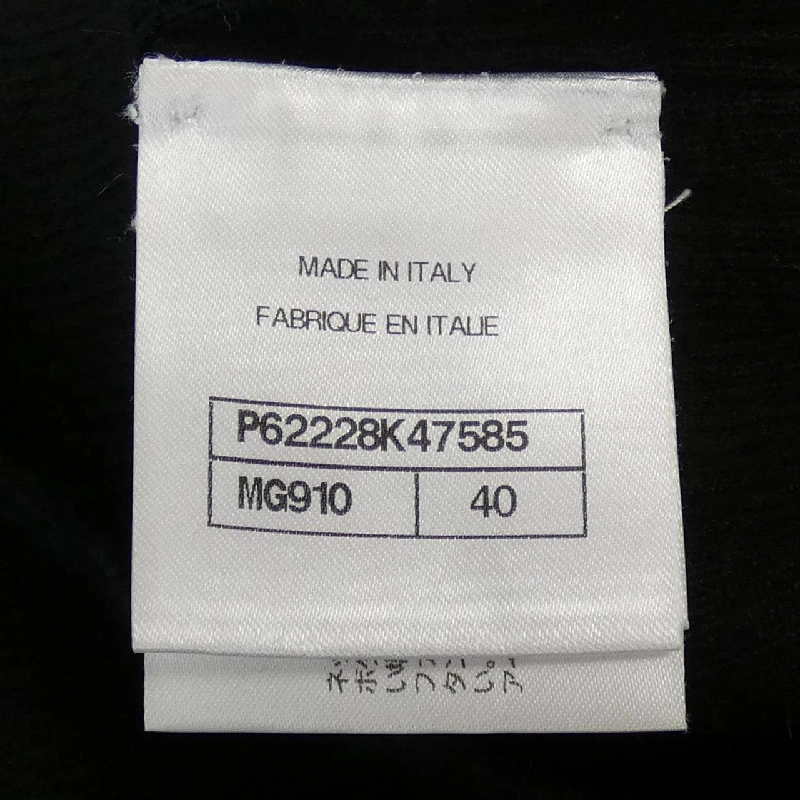 MADE IN ITALY
FABRIQUE EN ITALIE
P62228K47585
MG910 40